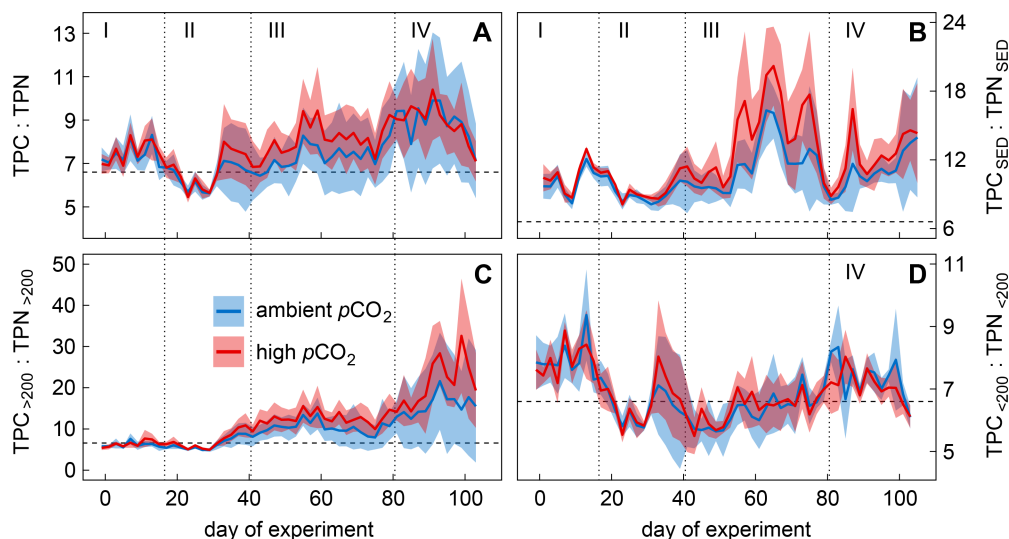 I II III IV A
13
11
9
7
5
TPC : TPN
I II III IV B
24
18
12
6
TPC SED : TPN SED
C
50
40
30
20
10
0
TPC >200 : TPN >200
ambient pCO2
high pCO2
IV D
11
9
7
5
TPC <200 : TPN <200
0 20 40 60 80 100
day of experiment
0 20 40 60 80 100
day of experiment